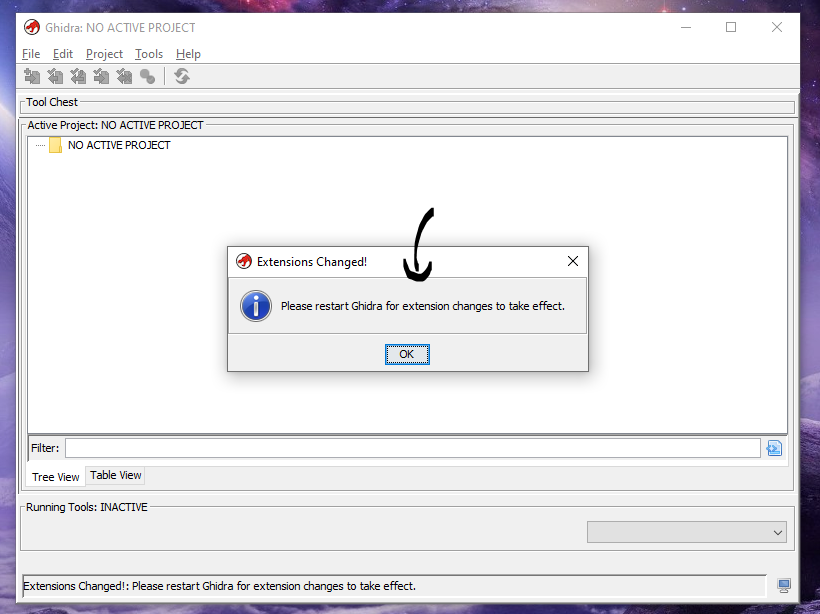 Ghidra: NO ACTIVE PROJECT
File Edit Project Tools Help
Tool Chest
Active Project: NO ACTIVE PROJECT
NO ACTIVE PROJECT
Extensions Changed!
Please restart Ghidra for extension changes to take effect.
OK
Filter:
Tree View Table View
Running Tools: INACTIVE
Extensions Changed!: Please restart Ghidra for extension changes to take effect.